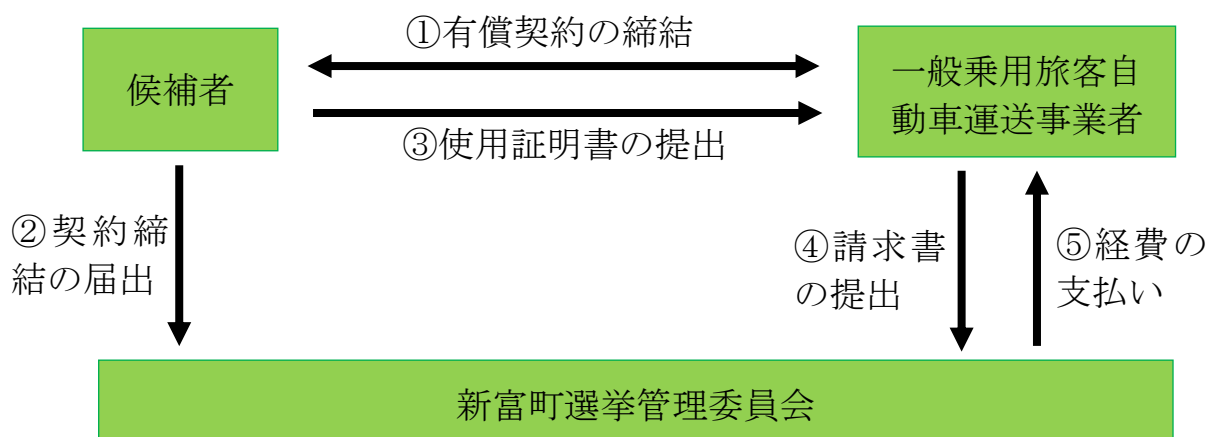 ①有償契約の締結
候補者
一般乗用旅客自
動車運送事業者
③使用証明書の提出
②契約締
結の届出
④請求書
の提出
⑤経費の
支払い
新富町選挙管理委員会